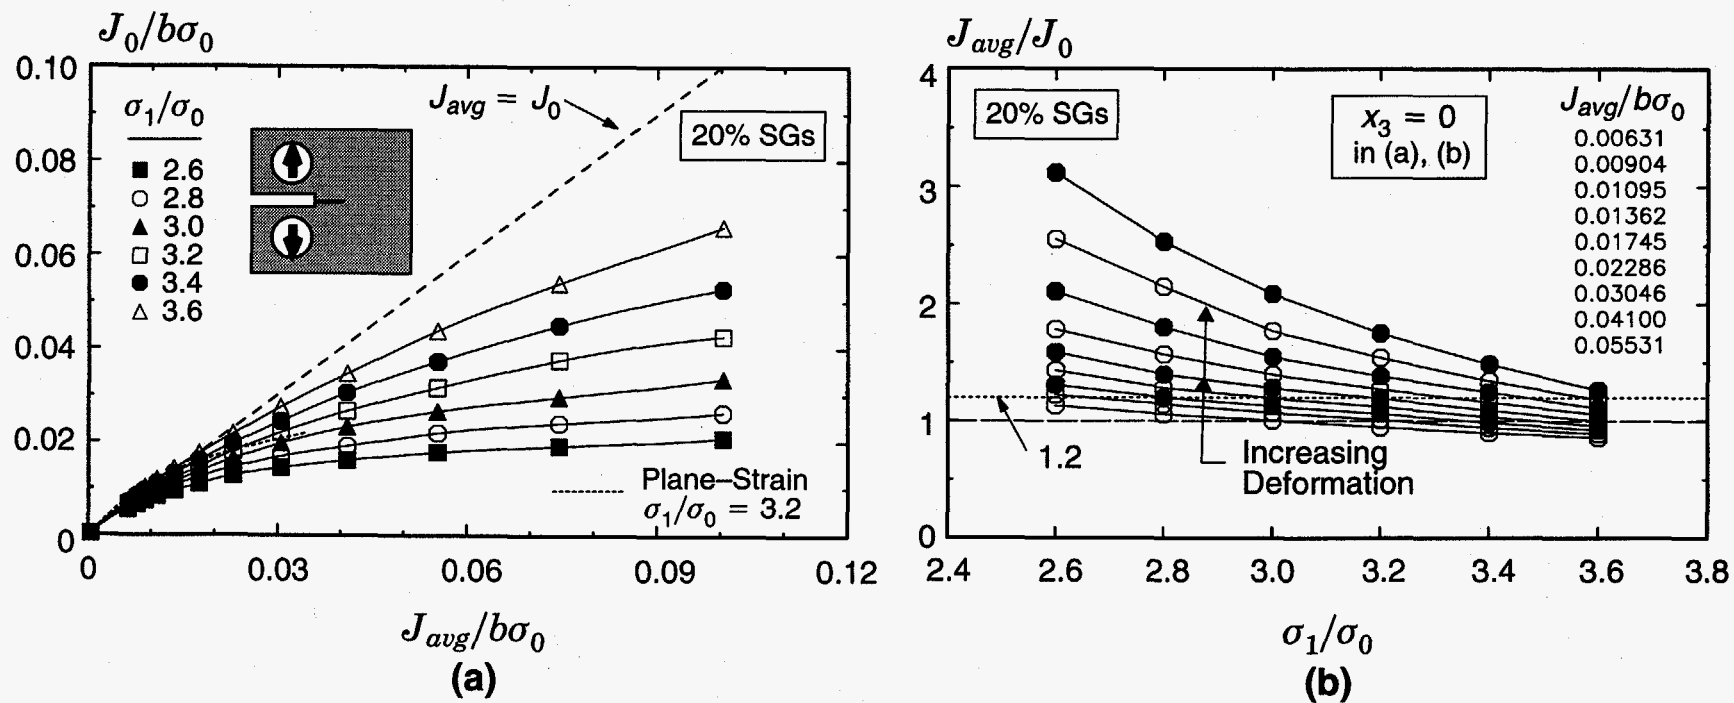 J₀/bσ₀
0.10
0.08
0.06
0.04
0.02
0
σ₁/σ₀
2.6
2.8
3.0
3.2
3.4
3.6
J_avg = J₀
20% SGs
Plane–Strain
σ₁/σ₀ = 3.2
0 0.03 0.06 0.09 0.12
J_avg/bσ₀
(a)
J_avg/J₀
4
3
2
1
0
20% SGs
x₃ = 0
in (a), (b)
J_avg/bσ₀
0.00631
0.00904
0.01095
0.01362
0.01745
0.02286
0.03046
0.04100
0.05531
1.2
Increasing
Deformation
2.4 2.6 2.8 3.0 3.2 3.4 3.6 3.8
σ₁/σ₀
(b)